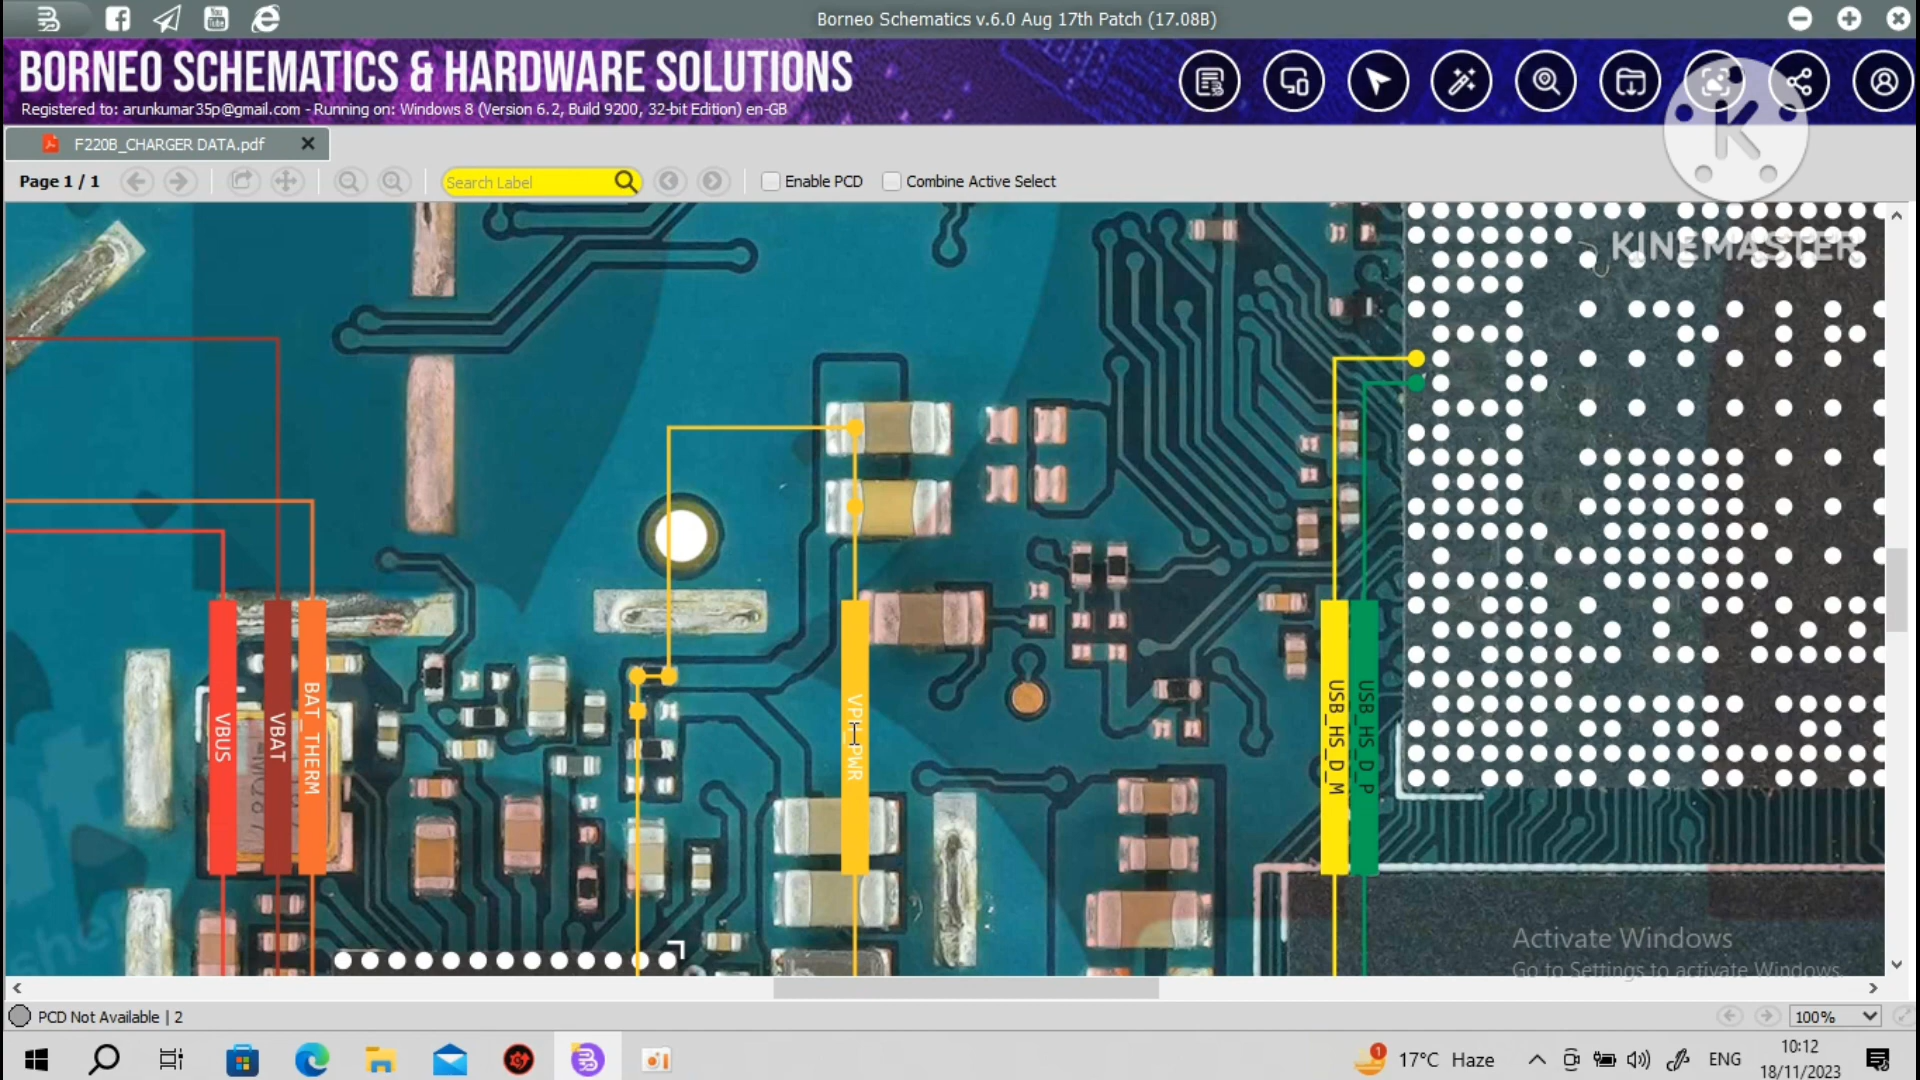 Borneo Schematics v.6.0 Aug 17th Patch (17.08B)
BORNEO SCHEMATICS & HARDWARE SOLUTIONS
Registered to: arunkumar35p@gmail.com - Running on: Windows 8 (Version 6.2, Build 9200, 32-bit Edition) en-GB
F220B_CHARGER DATA.pdf
Page 1 / 1
Search Label
Enable PCD
Combine Active Select
K
KINEMASTER
VBUS
VBAT
BAT_THERM
VPH_PWR
USB_HS_D_M
USB_HS_D_P
Activate Windows
Go to Settings to activate Windows.
PCD Not Available | 2
100%
1
17°C Haze
ENG
10:12
18/11/2023